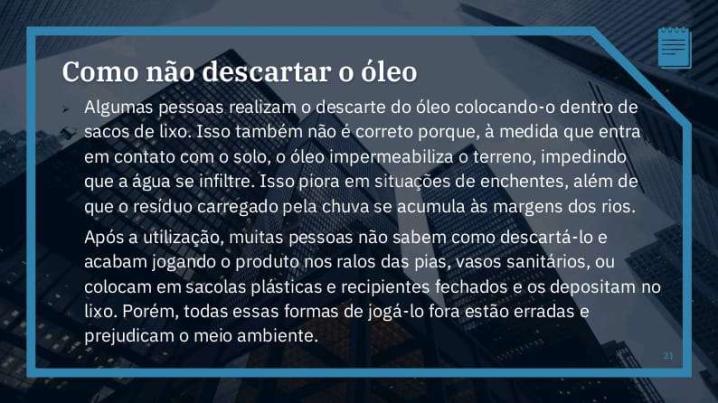 Como não descartar o óleo
Algumas pessoas realizam o descarte do óleo colocando-o dentro de
sacos de lixo. Isso também não é correto porque, à medida que entra
em contato com o solo, o óleo impermeabiliza o terreno, impedindo
que a água se infiltre. Isso piora em situações de enchentes, além de
que o resíduo carregado pela chuva se acumula às margens dos rios.
Após a utilização, muitas pessoas não sabem como descartá-lo e
acabam jogando o produto nos ralos das pias, vasos sanitários, ou
colocam em sacolas plásticas e recipientes fechados e os depositam no
lixo. Porém, todas essas formas de jogá-lo fora estão erradas e
prejudicam o meio ambiente.
21